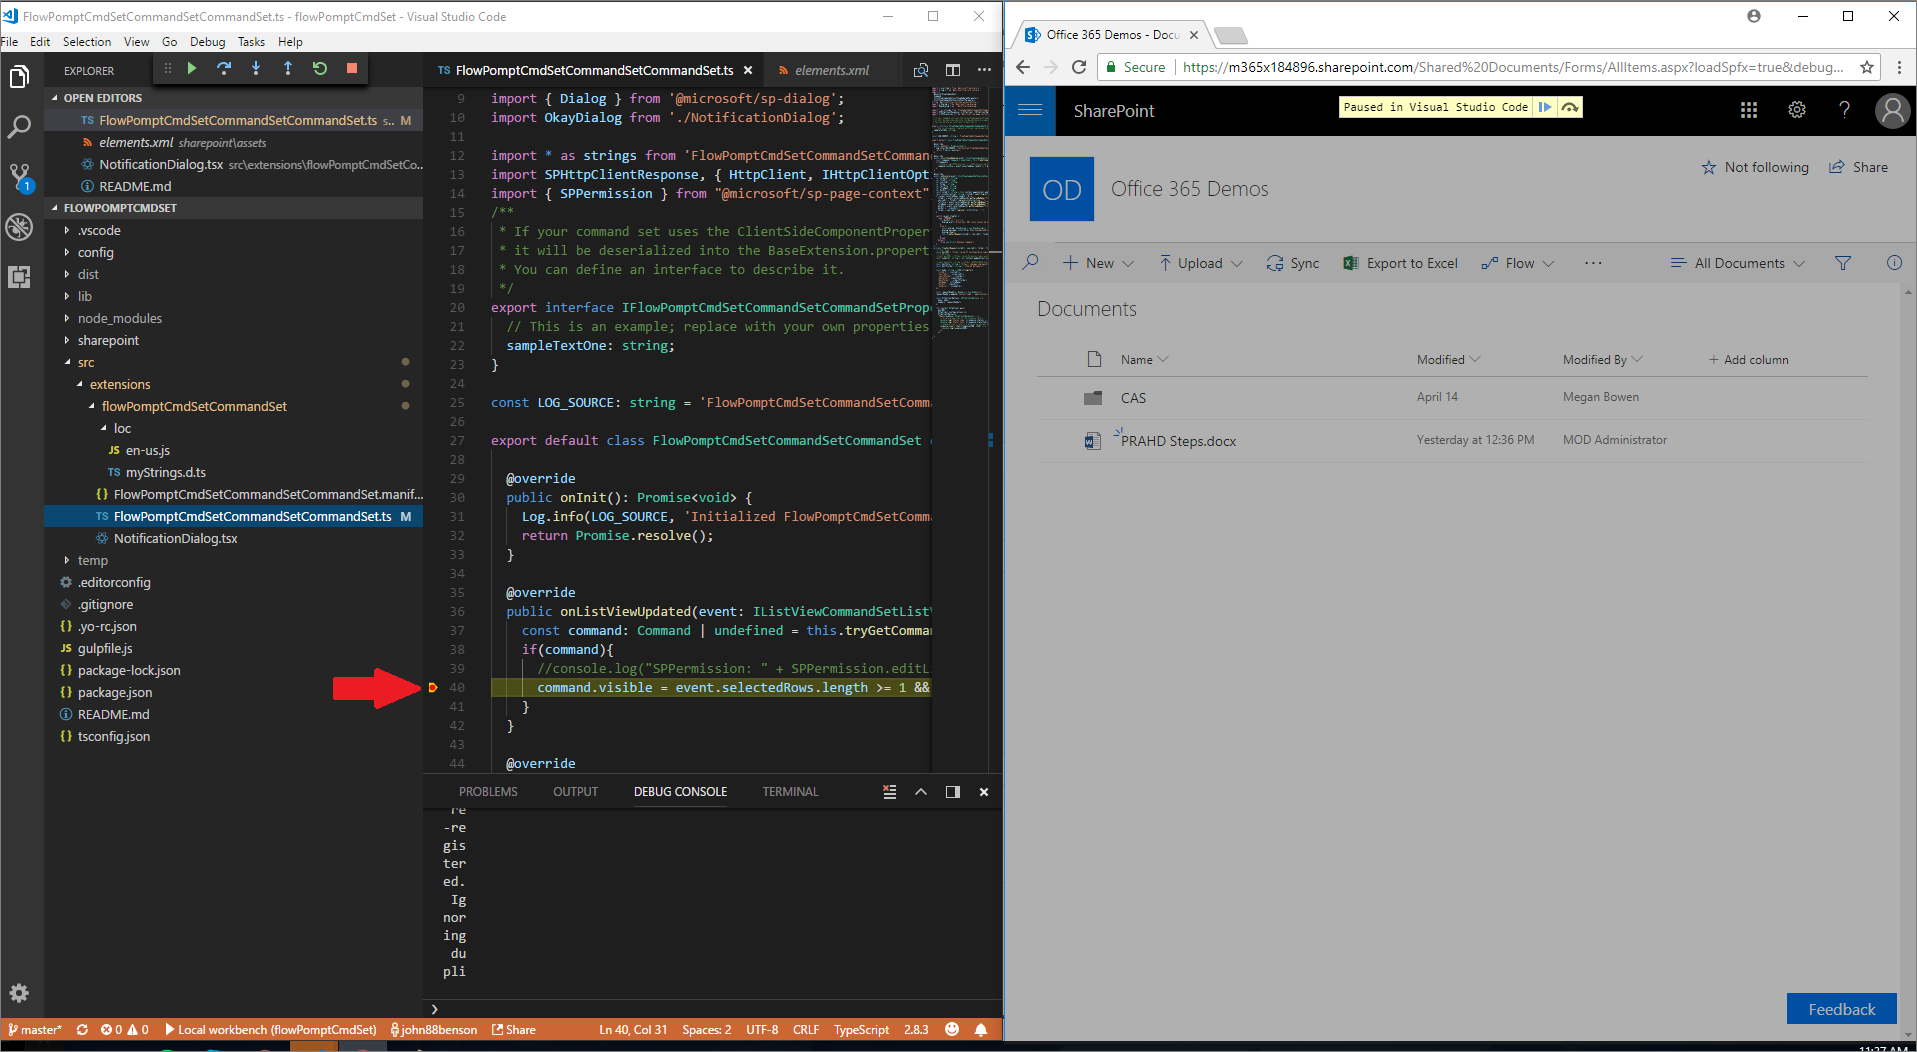 FlowPomptCmdSetCommandSetCommandSet.ts - flowPomptCmdSet - Visual Studio Code
File Edit Selection View Go Debug Tasks Help
EXPLORER
OPEN EDITORS
TS FlowPomptCmdSetCommandSetCommandSet.ts s... M
elements.xml sharepoint\assets
NotificationDialog.tsx src\extensions\flowPomptCmdSetCo...
README.md
FLOWPOMPTCMDSET
.vscode
config
dist
lib
node_modules
sharepoint
src
extensions
flowPomptCmdSetCommandSet
loc
JS en-us.js
TS myStrings.d.ts
{} FlowPomptCmdSetCommandSetCommandSet.manif...
TS FlowPomptCmdSetCommandSetCommandSet.ts M
NotificationDialog.tsx
temp
.editorconfig
.gitignore
{} .yo-rc.json
JS gulpfile.js
{} package-lock.json
{} package.json
README.md
{} tsconfig.json
1
TS FlowPomptCmdSetCommandSetCommandSet.ts
elements.xml
9 import { Dialog } from '@microsoft/sp-dialog';
10 import OkayDialog from './NotificationDialog';
11
12 import * as strings from 'FlowPomptCmdSetCommandSetCommand
13 import SPHttpClientResponse, { HttpClient, IHttpClientOpti
14 import { SPPermission } from "@microsoft/sp-page-context"
15 /**
16 * If your command set uses the ClientSideComponentPropert
17 * it will be deserialized into the BaseExtension.properti
18 * You can define an interface to describe it.
19 */
20 export interface IFlowPomptCmdSetCommandSetCommandSetPrope
21 // This is an example; replace with your own properties
22 sampleTextOne: string;
23 }
24
25 const LOG_SOURCE: string = 'FlowPomptCmdSetCommandSetComma
26
27 export default class FlowPomptCmdSetCommandSetCommandSet
28
29 @override
30 public onInit(): Promise<void> {
31 Log.info(LOG_SOURCE, 'Initialized FlowPomptCmdSetComma
32 return Promise.resolve();
33 }
34
35 @override
36 public onListViewUpdated(event: IListViewCommandSetListV
37 const command: Command | undefined = this.tryGetComman
38 if(command){
39 //console.log("SPPermission: " + SPPermission.editLi
40 command.visible = event.selectedRows.length >= 1 &&
41 }
42 }
43
44 @override
PROBLEMS OUTPUT DEBUG CONSOLE TERMINAL
re
-re
gis
ter
ed.
Ig
nor
ing
du
pli
master* 0 0 Local workbench (flowPomptCmdSet) john88benson Share Ln 40, Col 31 Spaces: 2 UTF-8 CRLF TypeScript 2.8.3
Office 365 Demos - Docu
Secure https://m365x184896.sharepoint.com/Shared%20Documents/Forms/AllItems.aspx?loadSpfx=true&debug...
SharePoint
Paused in Visual Studio Code
OD
Office 365 Demos
Not following Share
New Upload Sync Export to Excel Flow ... All Documents
Documents
Name Modified Modified By + Add column
CAS April 14 Megan Bowen
PRAHD Steps.docx Yesterday at 12:36 PM MOD Administrator
Feedback